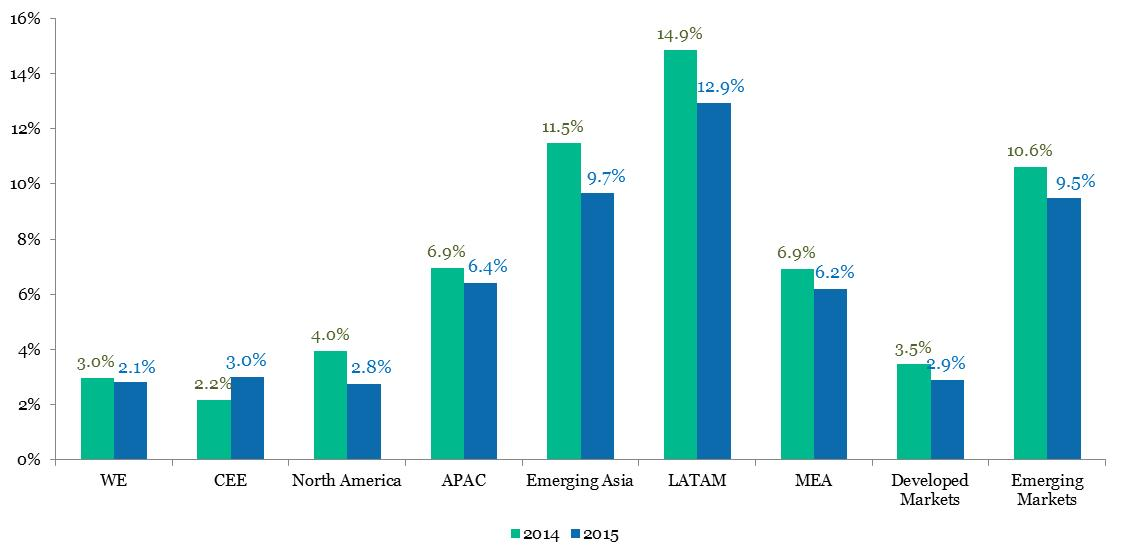 16%
14%
12%
10%
8%
6%
4%
2%
0%
3.0% 2.1%
2.2% 3.0%
4.0% 2.8%
6.9% 6.4%
11.5% 9.7%
14.9% 12.9%
6.9% 6.2%
3.5% 2.9%
10.6% 9.5%
WE
CEE
North America
APAC
Emerging Asia
LATAM
MEA
Developed
Markets
Emerging
Markets
2014 2015